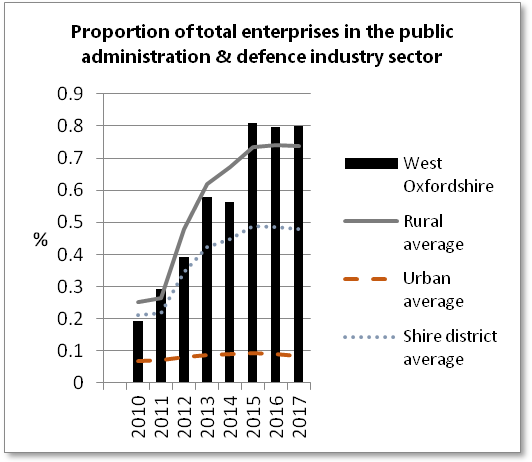 Proportion of total enterprises in the public
administration & defence industry sector
0.9
0.8
0.7
0.6
0.5
0.4
0.3
0.2
0.1
0
%
2010
2011
2012
2013
2014
2015
2016
2017
West
Oxfordshire
Rural
average
Urban
average
Shire district
average